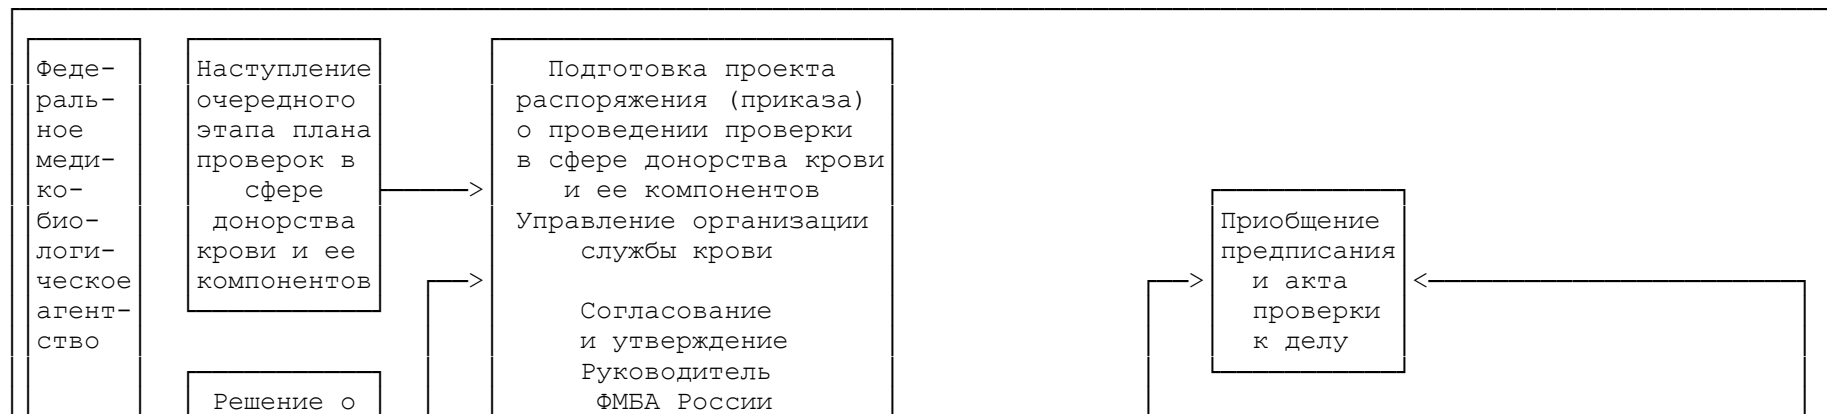 Феде-
раль-
ное
меди-
ко-
био-
логи-
ческое
агент-
ство
Наступление
очередного
этапа плана
проверок в
сфере
донорства
крови и ее
компонентов
Решение о
Подготовка проекта
распоряжения (приказа)
о проведении проверки
в сфере донорства крови
и ее компонентов
Управление организации
службы крови
Согласование
и утверждение
Руководитель
ФМБА России
Приобщение
предписания
и акта
проверки
к делу